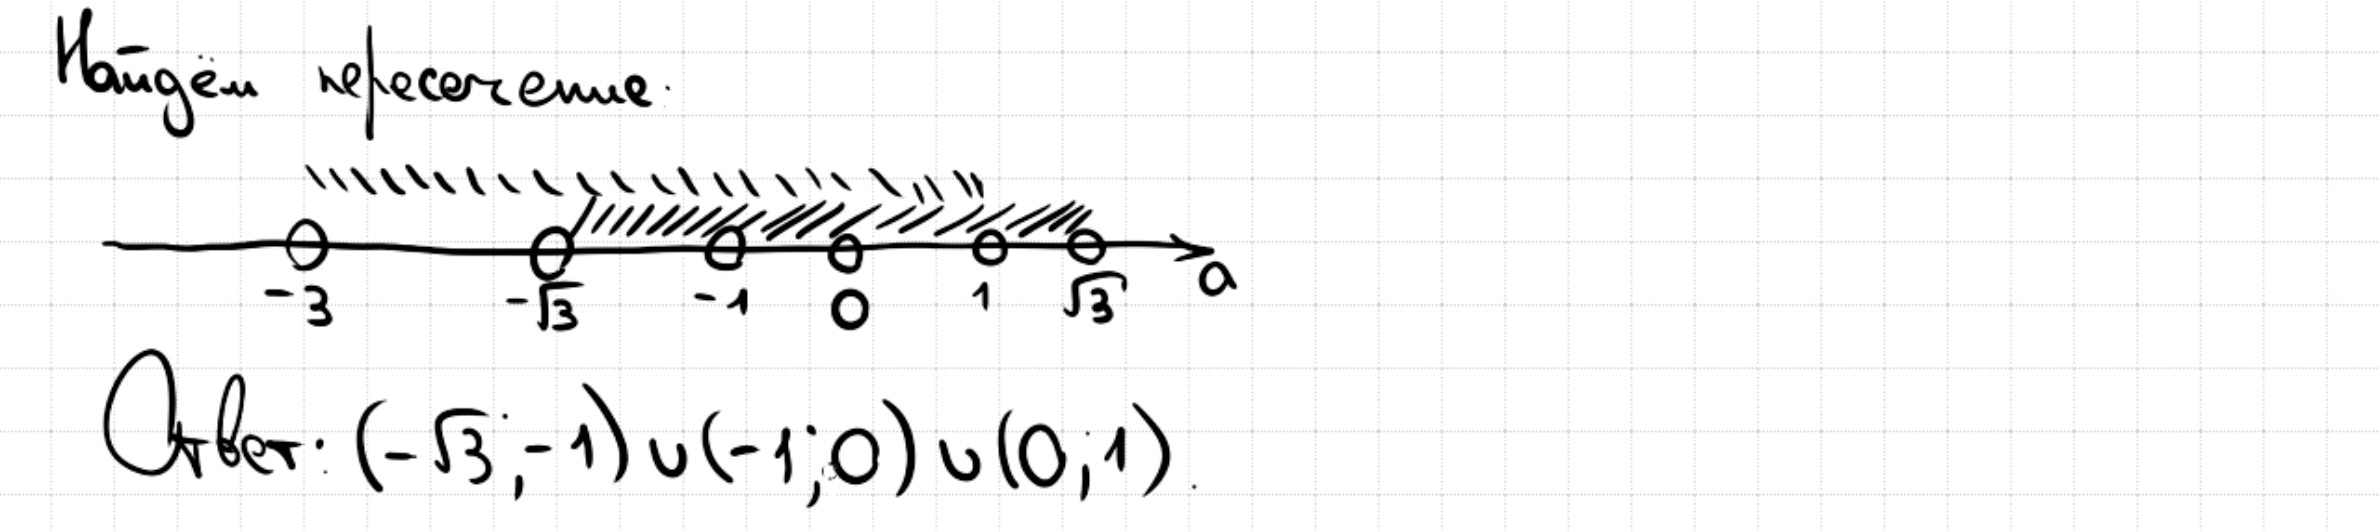 Найдём пересечение:
-3 -√3 -1 0 1 √3 a
Ответ: (-√3; -1) ∪ (-1; 0) ∪ (0; 1).